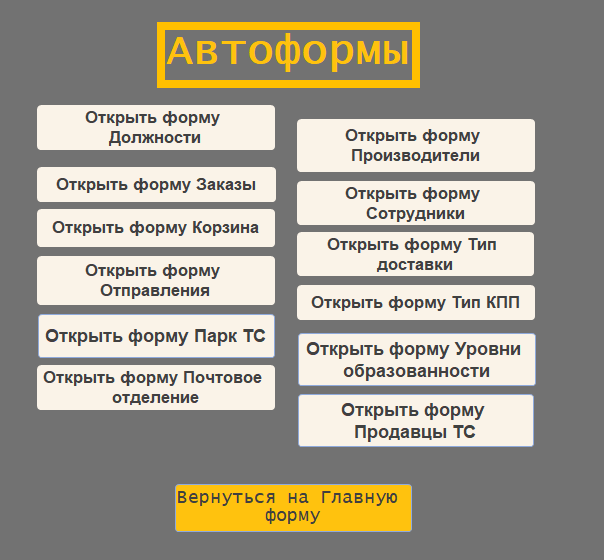 Автоформы
Открыть форму
Должности
Открыть форму Заказы
Открыть форму Корзина
Открыть форму
Отправления
Открыть форму Парк ТС
Открыть форму Почтовое
отделение
Открыть форму
Производители
Открыть форму
Сотрудники
Открыть форму Тип
доставки
Открыть форму Тип КПП
Открыть форму Уровни
образованности
Открыть форму
Продавцы ТС
Вернуться на Главную
форму